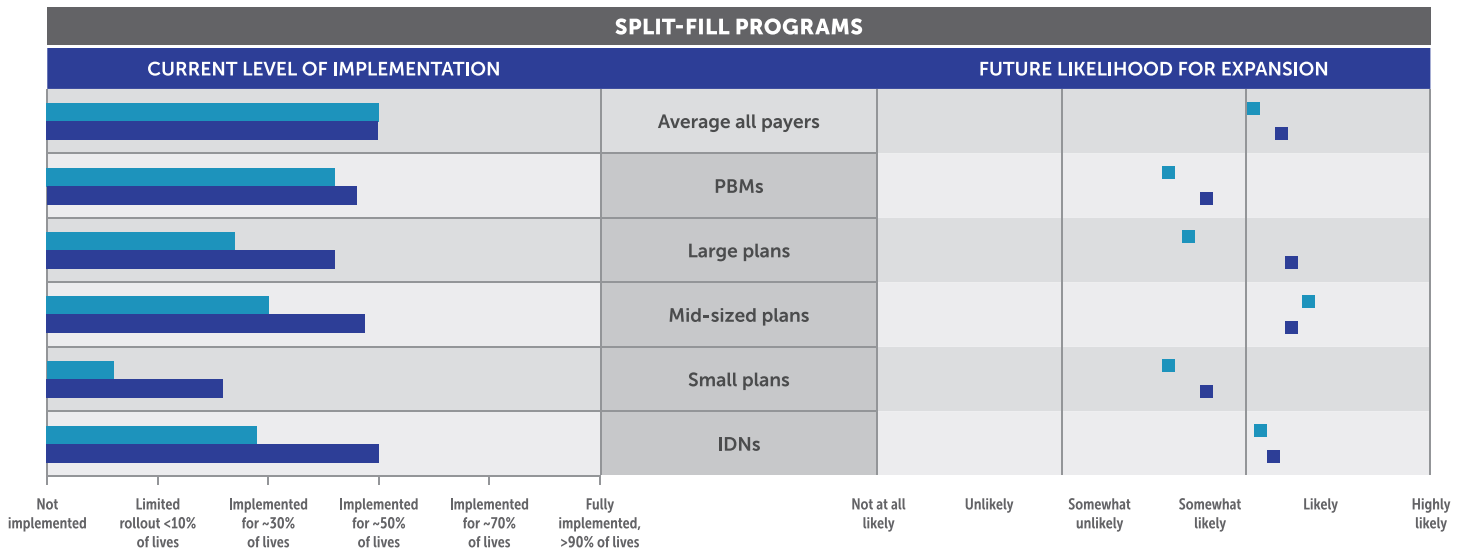 SPLIT-FILL PROGRAMS
CURRENT LEVEL OF IMPLEMENTATION
FUTURE LIKELIHOOD FOR EXPANSION
Average all payers
PBMs
Large plans
Mid-sized plans
Small plans
IDNs
Not
implemented
Limited
rollout <10%
of lives
Implemented
for ~30%
of lives
Implemented
for ~50%
of lives
Implemented
for ~70%
of lives
Fully
implemented,
>90% of lives
Not at all
likely
Unlikely
Somewhat
unlikely
Somewhat
likely
Likely
Highly
likely